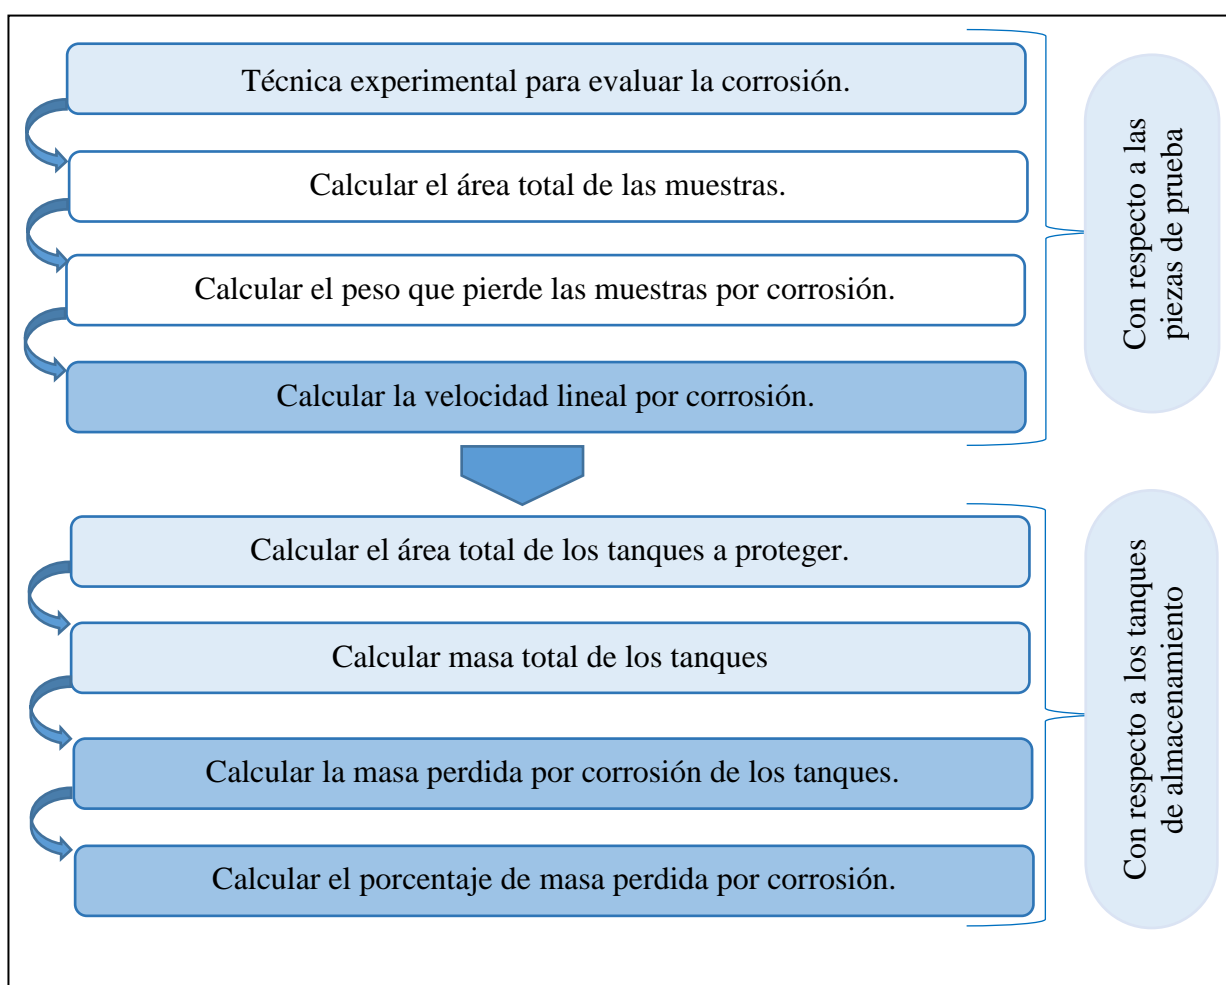 Técnica experimental para evaluar la corrosión.
Calcular el área total de las muestras.
Calcular el peso que pierde las muestras por corrosión.
Calcular la velocidad lineal por corrosión.
Con respecto a las
piezas de prueba
Calcular el área total de los tanques a proteger.
Calcular masa total de los tanques
Calcular la masa perdida por corrosión de los tanques.
Calcular el porcentaje de masa perdida por corrosión.
Con respecto a los tanques
de almacenamiento